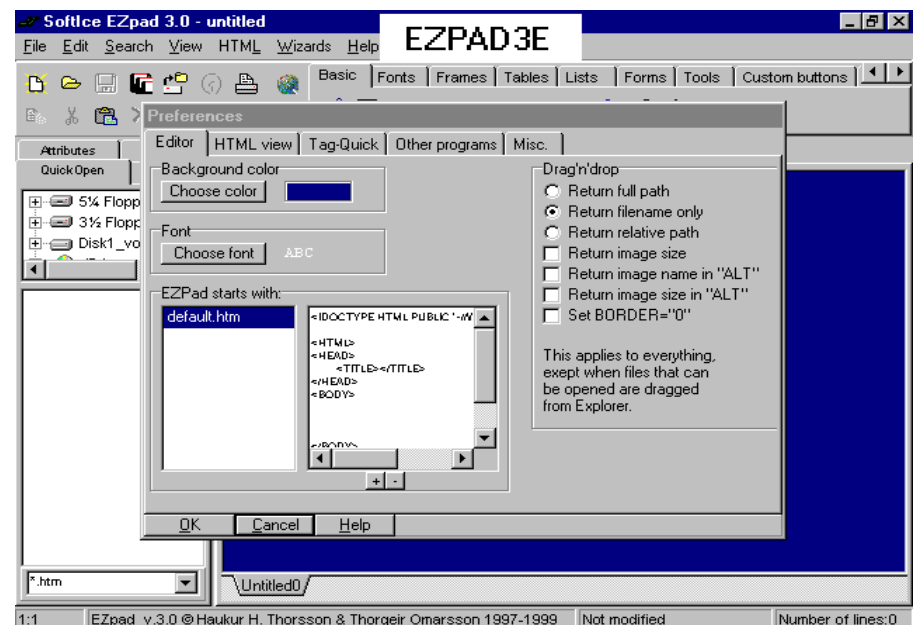 Softlce EZpad 3.0 - untitled
EZPAD3E
File Edit Search View HTML Wizards Help
Basic Fonts Frames Tables Lists Forms Tools Custom buttons
Preferences
Attributes
Editor HTML view Tag-Quick Other programs Misc.
QuickOpen
Background color
Choose color
Drag'n'drop
Return full path
5¼ Flopp
Return filename only
3½ Flopp
Font
Return relative path
Disk1_vo
Choose font ABC
Return image size
Return image name in "ALT"
EZPad starts with:
Return image size in "ALT"
default.htm
Set BORDER="0"
<!DOCTYPE HTML PUBLIC "-//W
<HTML>
<HEAD>
<TITLE></TITLE>
</HEAD>
<BODY>
</BODY>
This applies to everything,
exept when files that can
be opened are dragged
from Explorer.
+ -
OK Cancel Help
*.htm
Untitled0
1:1 EZpad v.3.0 @ Haukur H. Thorsson & Thorgeir Omarsson 1997-1999 Not modified Number of lines:0